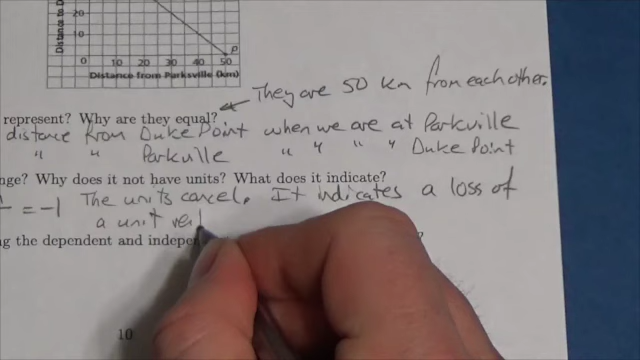 20
10
0 10 20 30 40 50 P
Distance from Parksville (km)
They are 50 km from each other.
represent? Why are they equal?
distance from Duke Point when we are at Parkville
" " Parkville " " " " Duke Point
nge? Why does it not have units? What does it indicate?
= -1 The units cancel. It indicates a loss of
a unit ver
ng the dependent and indepen ?
10